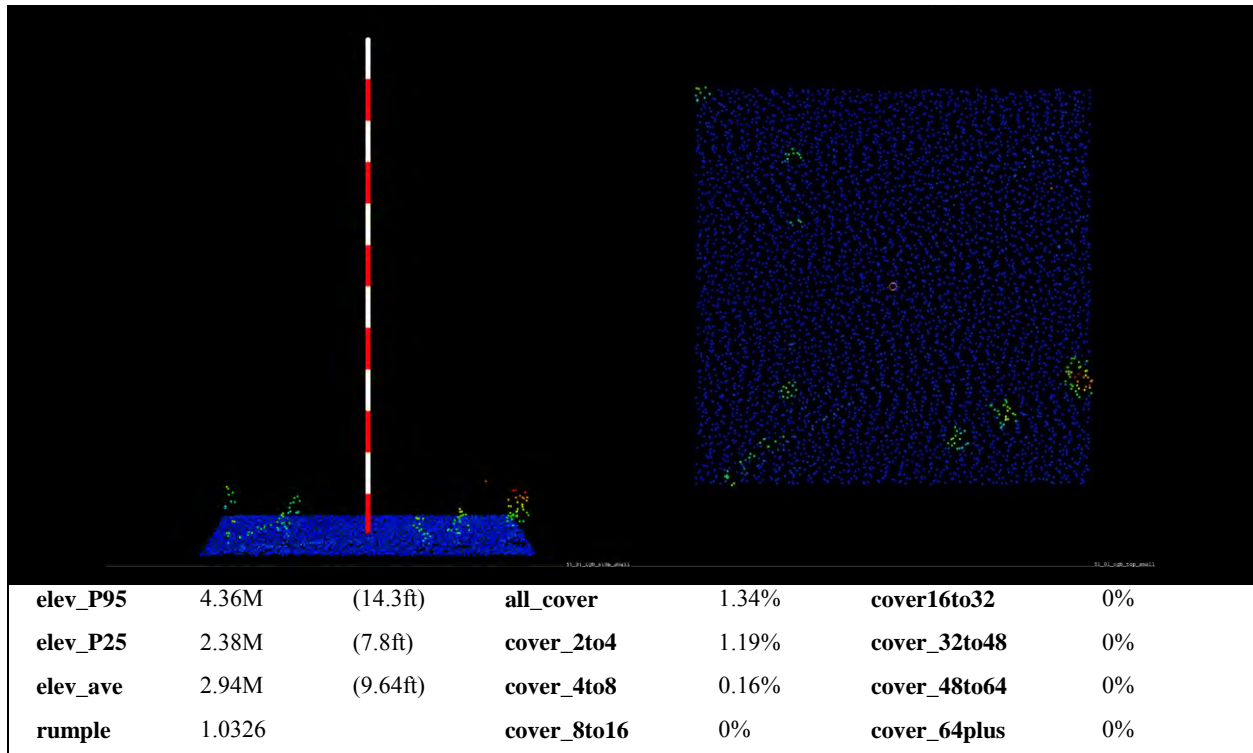 elev_P95 4.36M (14.3ft) all_cover 1.34% cover16to32 0%
elev_P25 2.38M (7.8ft) cover_2to4 1.19% cover_32to48 0%
elev_ave 2.94M (9.64ft) cover_4to8 0.16% cover_48to64 0%
rumple 1.0326 cover_8to16 0% cover_64plus 0%